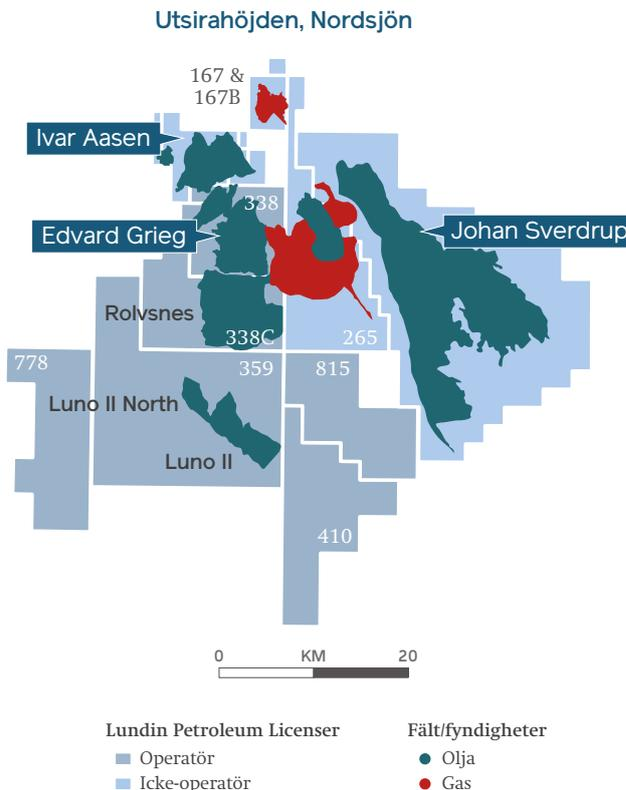 Utsirahöjden, Nordsjön
167 &
167B
Ivar Aasen
338
Edvard Grieg
Johan Sverdrup
Rolvsnes
338C
265
778
359
815
Luno II North
Luno II
410
0 KM 20
Lundin Petroleum Licenser
Operatör
Icke-operatör
Fält/fyndigheter
Olja
Gas